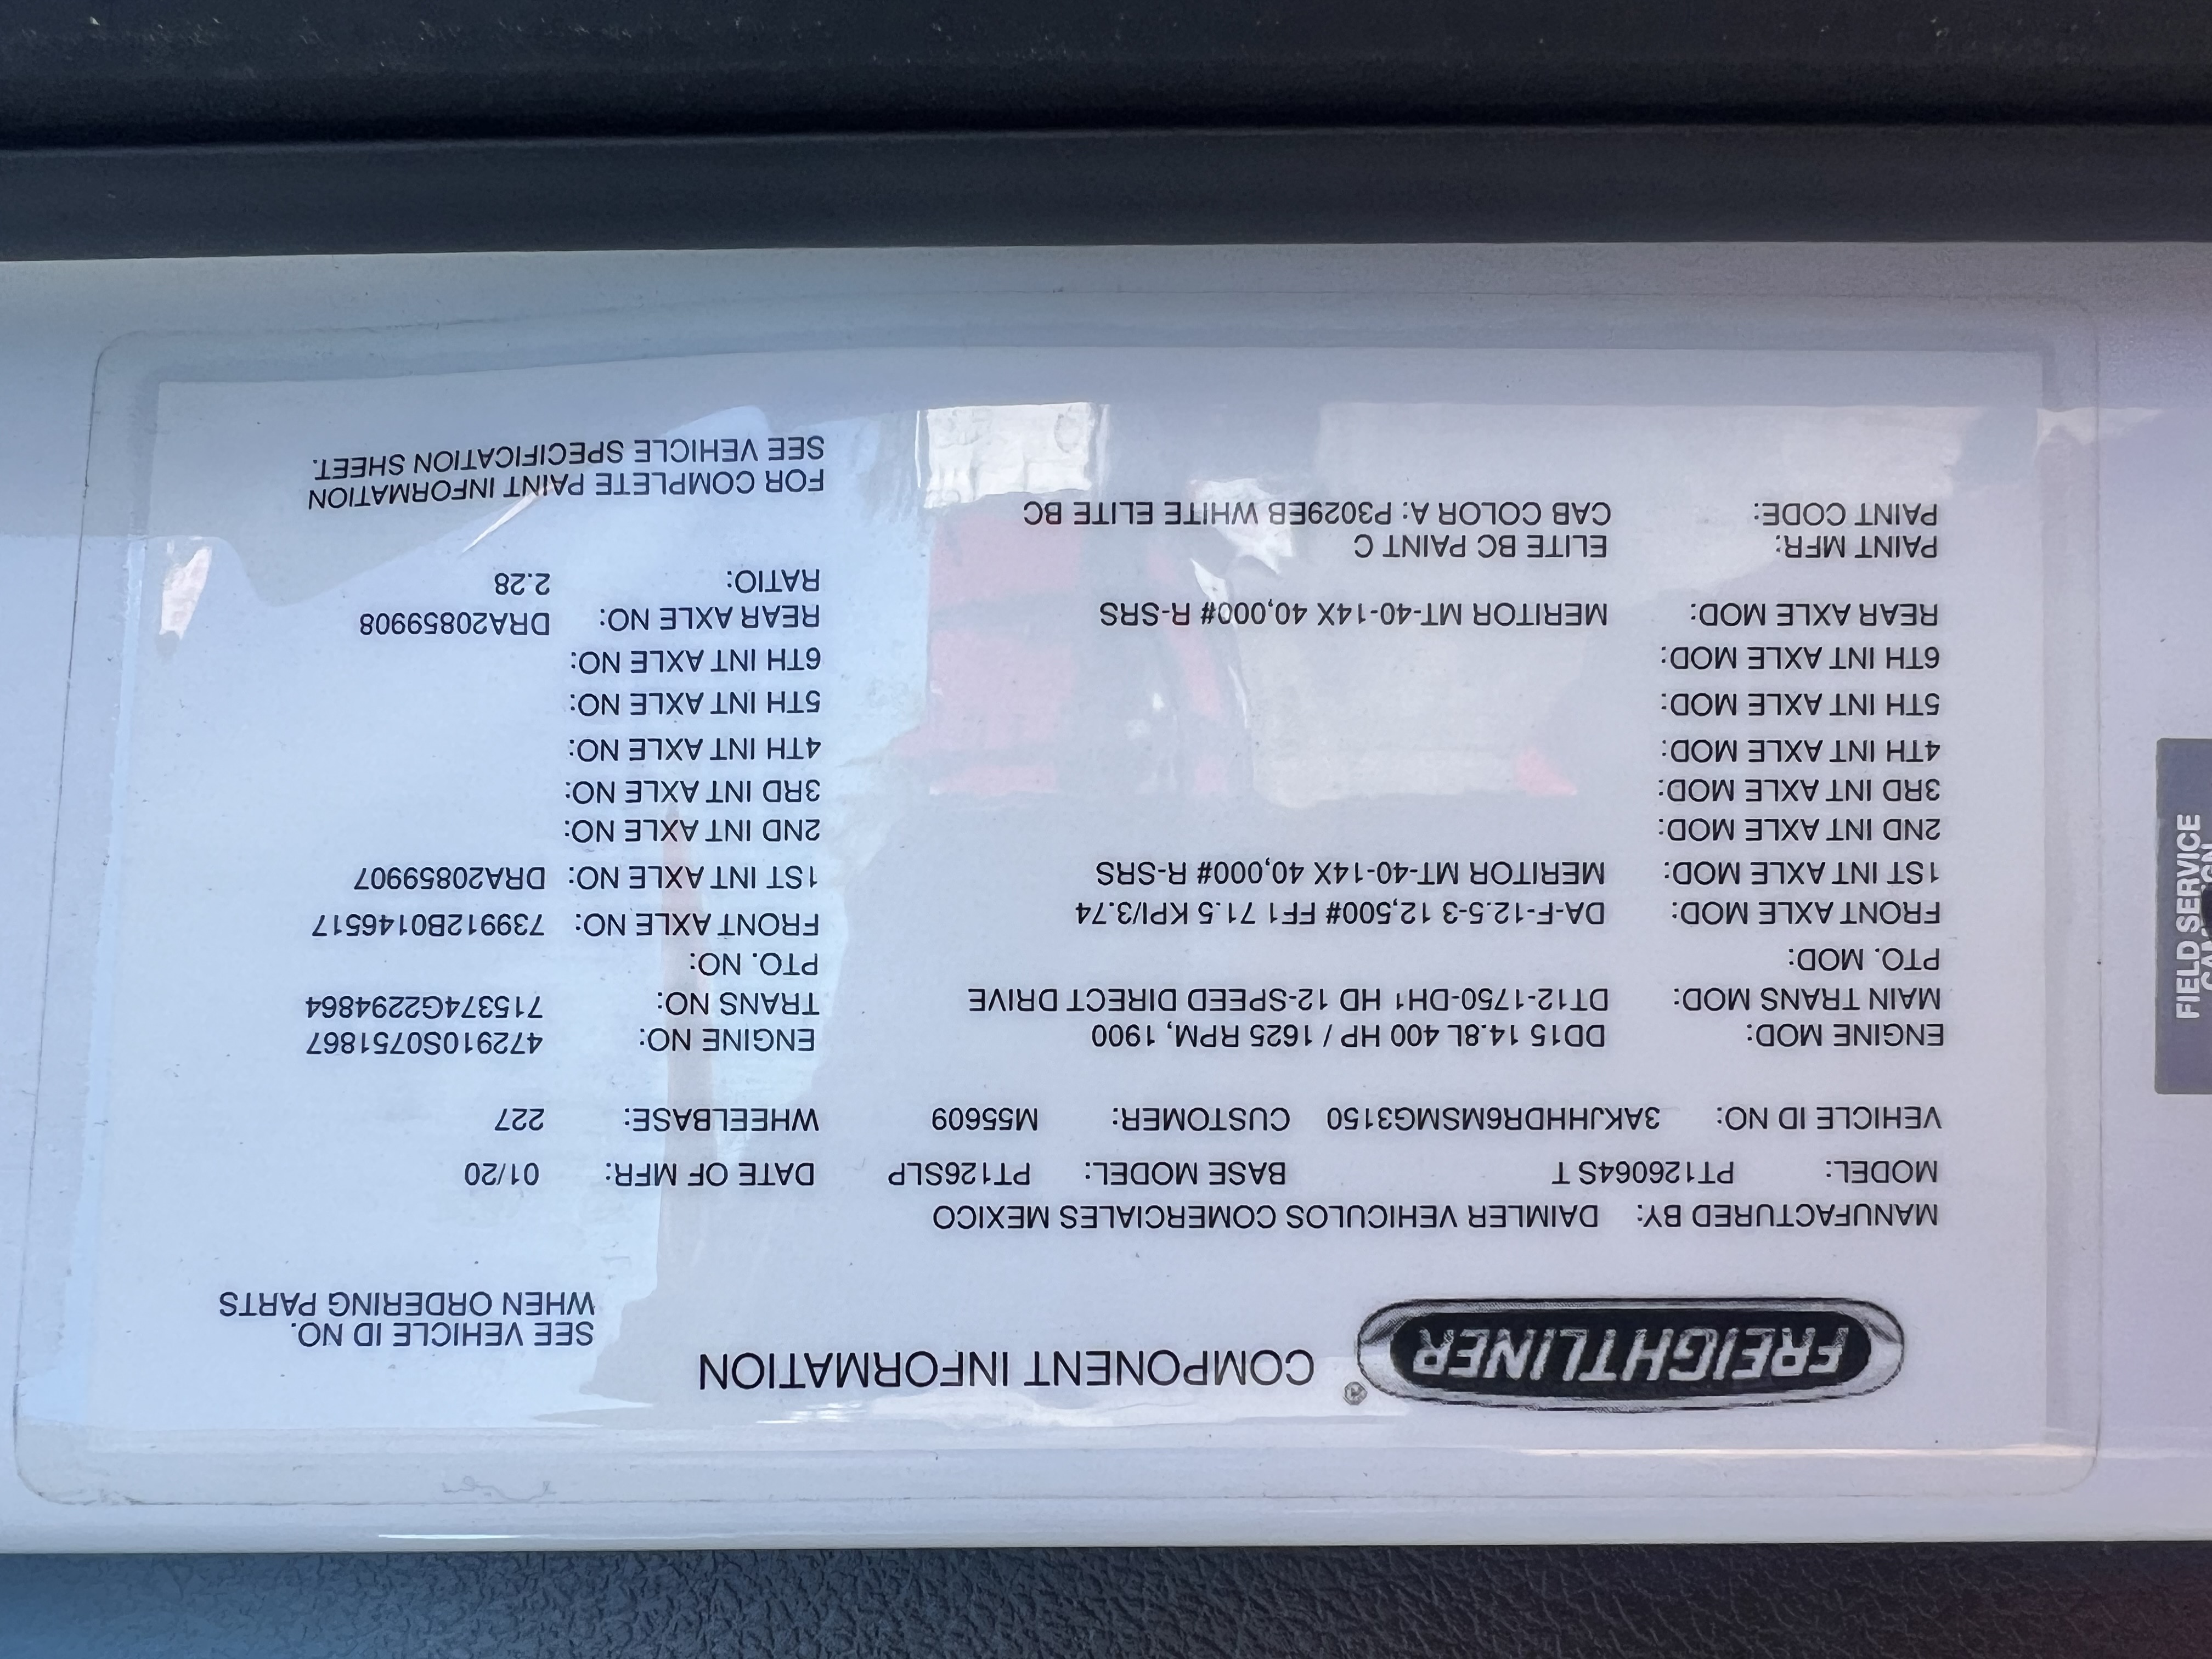 FREIGHTLINER®
COMPONENT INFORMATION
SEE VEHICLE ID NO.
WHEN ORDERING PARTS
MANUFACTURED BY: DAIMLER VEHICULOS COMERCIALES MEXICO
MODEL: PT126064S T BASE MODEL: PT126SLP DATE OF MFR: 01/20
VEHICLE ID NO: 3AKJHHDR6MSMG3150 CUSTOMER: M55609 WHEELBASE: 227
ENGINE MOD: DD15 14.8L 400 HP / 1625 RPM, 1900 ENGINE NO: 472910S0751867
MAIN TRANS MOD: DT12-1750-DH1 HD 12-SPEED DIRECT DRIVE TRANS NO: 715374G2294864
PTO. MOD: PTO. NO:
FRONT AXLE MOD: DA-F-12.5-3 12,500# FF1 71.5 KPI/3.74 FRONT AXLE NO: 739912B0146517
1ST INT AXLE MOD: MERITOR MT-40-14X 40,000# R-SRS 1ST INT AXLE NO: DRA20859907
2ND INT AXLE MOD: 2ND INT AXLE NO:
3RD INT AXLE MOD: 3RD INT AXLE NO:
4TH INT AXLE MOD: 4TH INT AXLE NO:
5TH INT AXLE MOD: 5TH INT AXLE NO:
6TH INT AXLE MOD: 6TH INT AXLE NO:
REAR AXLE MOD: MERITOR MT-40-14X 40,000# R-SRS REAR AXLE NO: DRA20859908
RATIO: 2.28
PAINT MFR: ELITE BC PAINT C
PAINT CODE: CAB COLOR A: P3029EB WHITE ELITE BC
FOR COMPLETE PAINT INFORMATION
SEE VEHICLE SPECIFICATION SHEET.
FIELD SERVICE